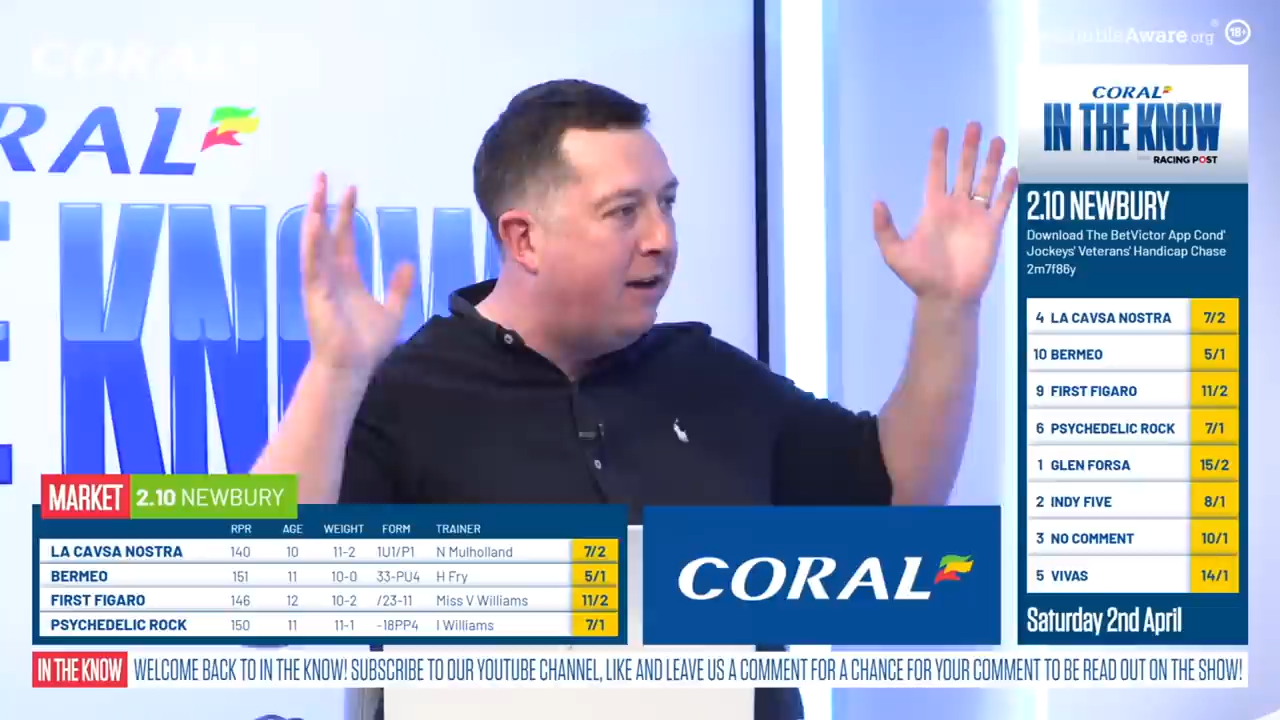 CORAL
AwAre.org 18+
RAL
KNOW
CORAL
IN THE KNOW
RACING POST
2.10 NEWBURY
Download The BetVictor App Cond'
Jockeys' Veterans' Handicap Chase
2m7f86y
4 LA CAVSA NOSTRA 7/2
10 BERMEO 5/1
9 FIRST FIGARO 11/2
6 PSYCHEDELIC ROCK 7/1
1 GLEN FORSA 15/2
2 INDY FIVE 8/1
3 NO COMMENT 10/1
5 VIVAS 14/1
Saturday 2nd April
MARKET 2.10 NEWBURY
RPR AGE WEIGHT FORM TRAINER
LA CAVSA NOSTRA 140 10 11-2 1U1/P1 N Mulholland 7/2
BERMEO 151 11 10-0 33-PU4 H Fry 5/1
FIRST FIGARO 146 12 10-2 /23-11 Miss V Williams 11/2
PSYCHEDELIC ROCK 150 11 11-1 -18PP4 I Williams 7/1
CORAL
IN THE KNOW WELCOME BACK TO IN THE KNOW! SUBSCRIBE TO OUR YOUTUBE CHANNEL, LIKE AND LEAVE US A COMMENT FOR A CHANCE FOR YOUR COMMENT TO BE READ OUT ON THE SHOW!